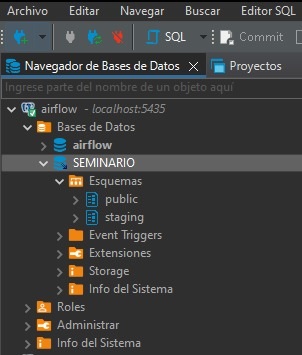 Archivo Editar Navegar Buscar Editor SQL
SQL Commit
Navegador de Bases de Datos Proyectos
Ingrese parte del nombre de un objeto aquí
airflow - localhost:5435
Bases de Datos
airflow
SEMINARIO
Esquemas
public
staging
Event Triggers
Extensiones
Storage
Info del Sistema
Roles
Administrar
Info del Sistema